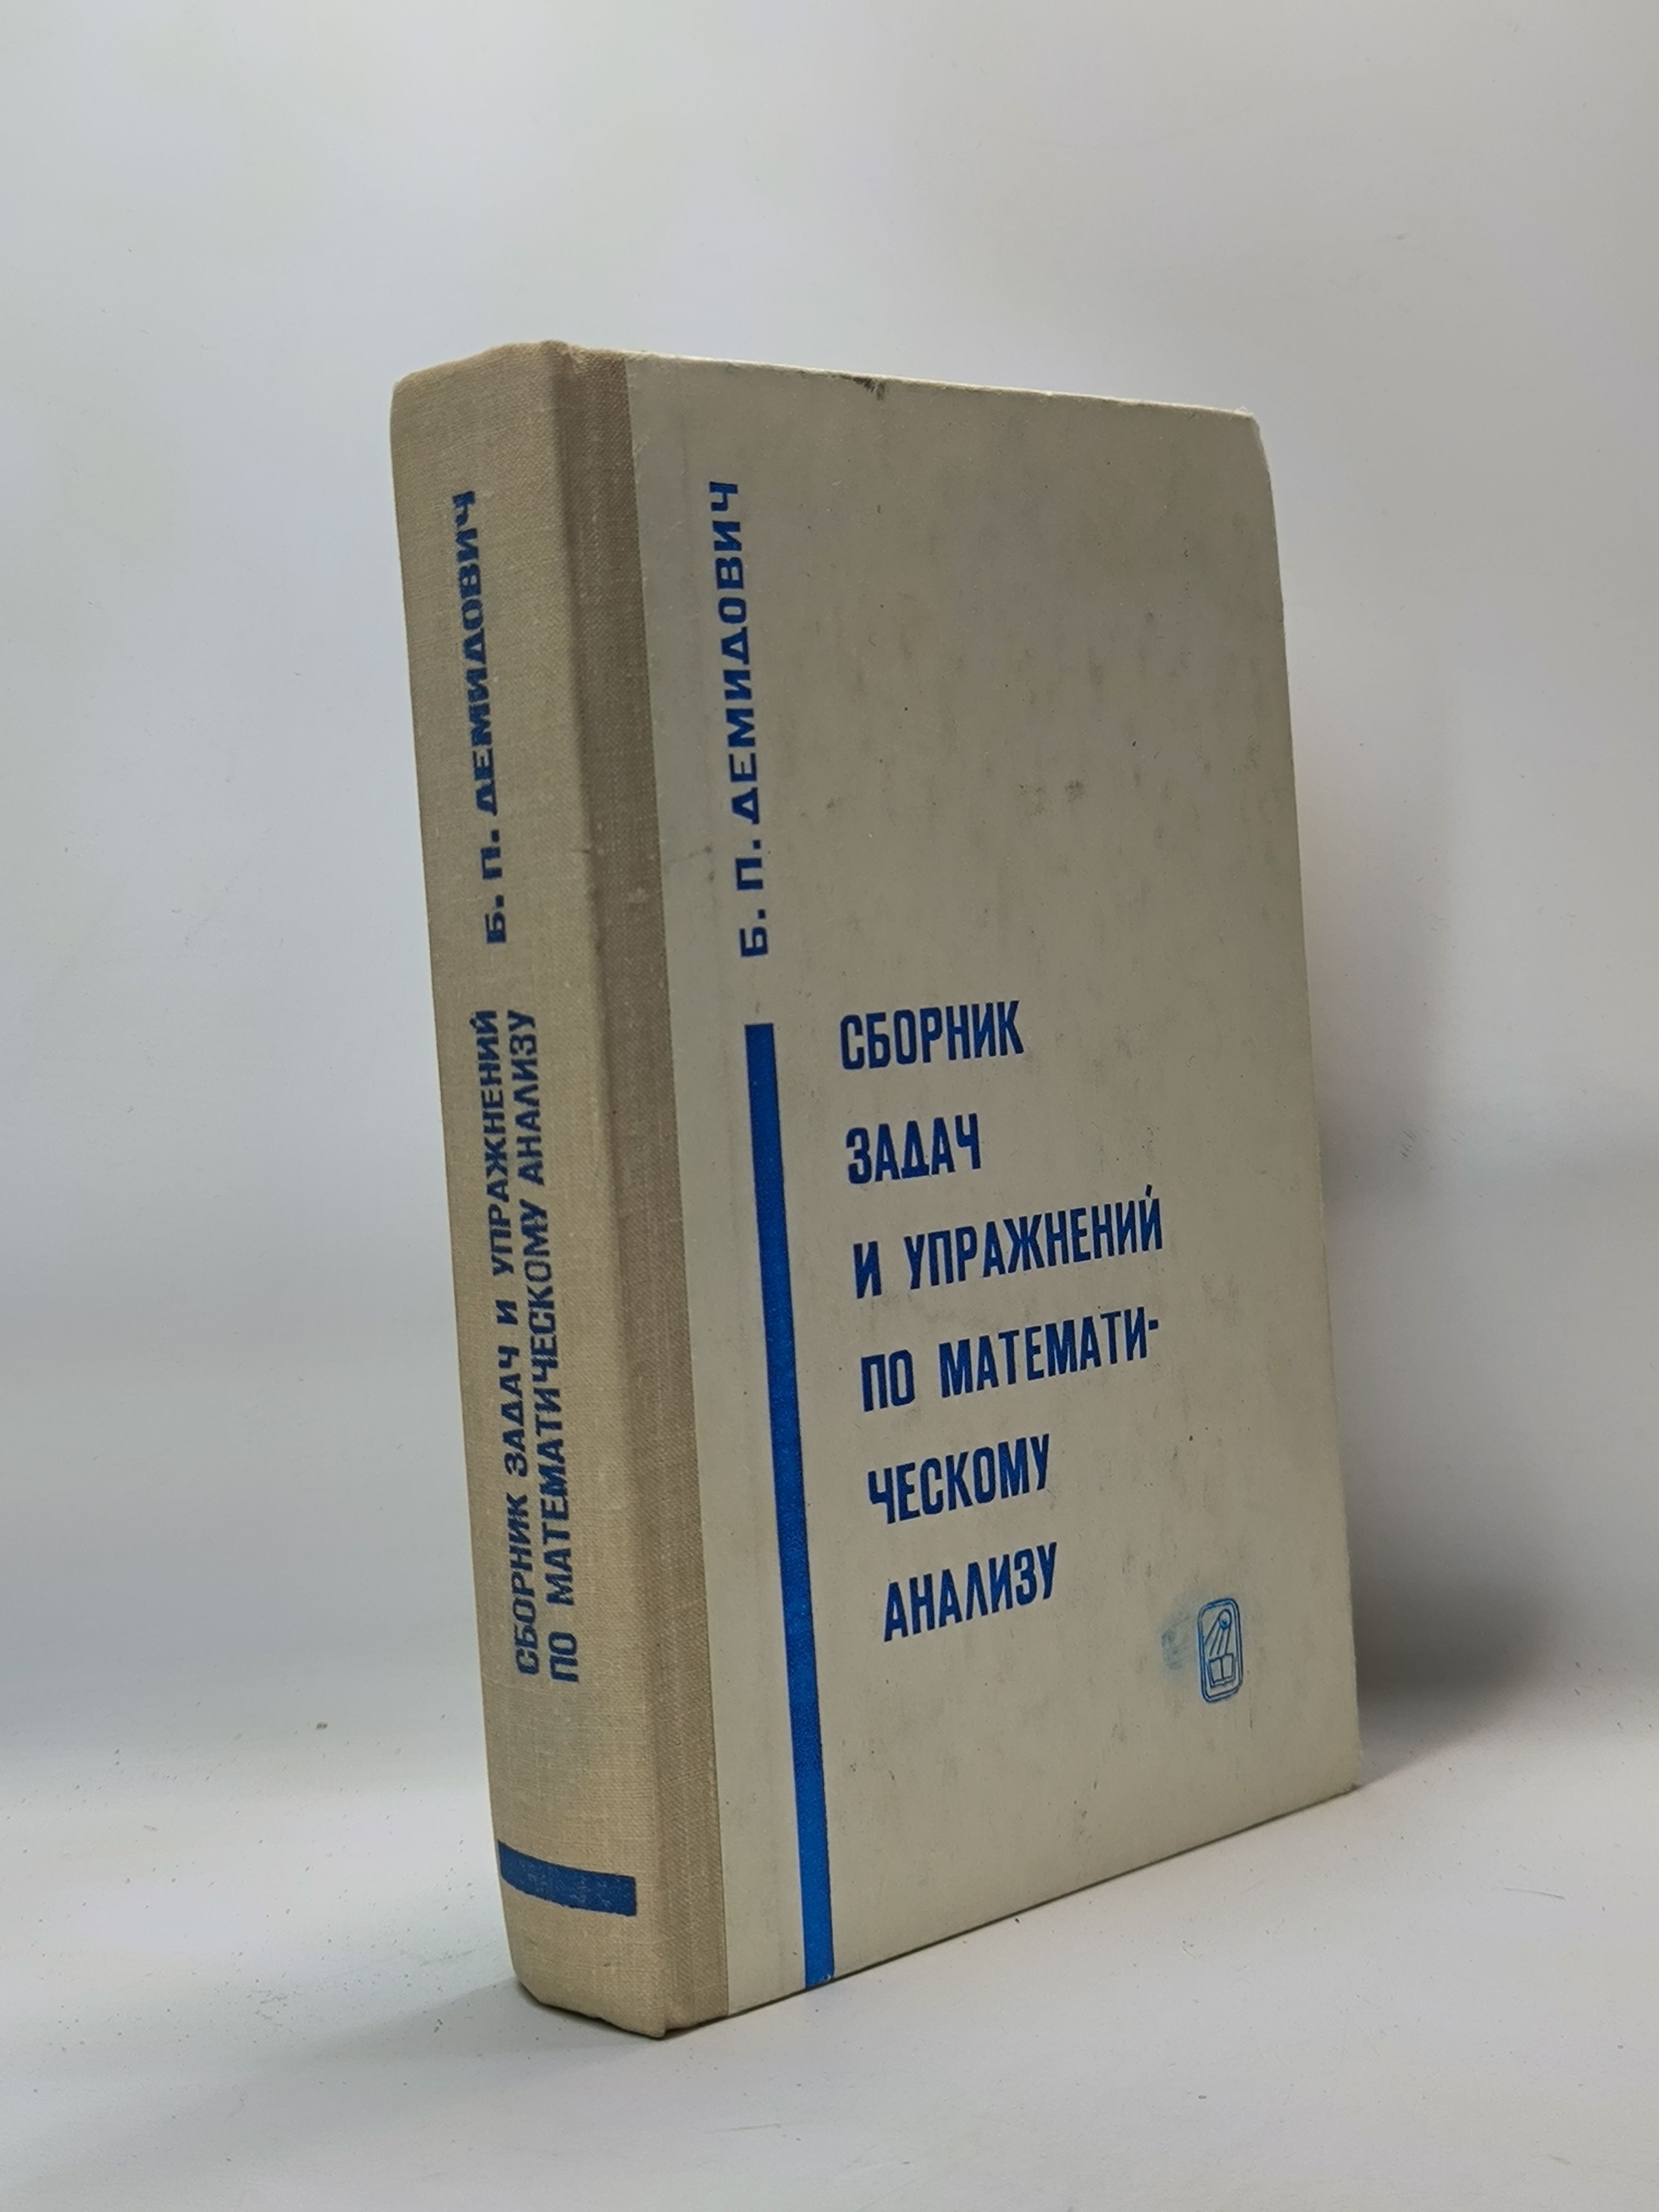 Б. П. ДЕМИДОВИЧ
СБОРНИК ЗАДАЧ И УПРАЖНЕНИЙ
ПО МАТЕМАТИЧЕСКОМУ АНАЛИЗУ
Б. П. ДЕМИДОВИЧ
СБОРНИК
ЗАДАЧ
И УПРАЖНЕНИЙ
ПО МАТЕМАТИ-
ЧЕСКОМУ
АНАЛИЗУ